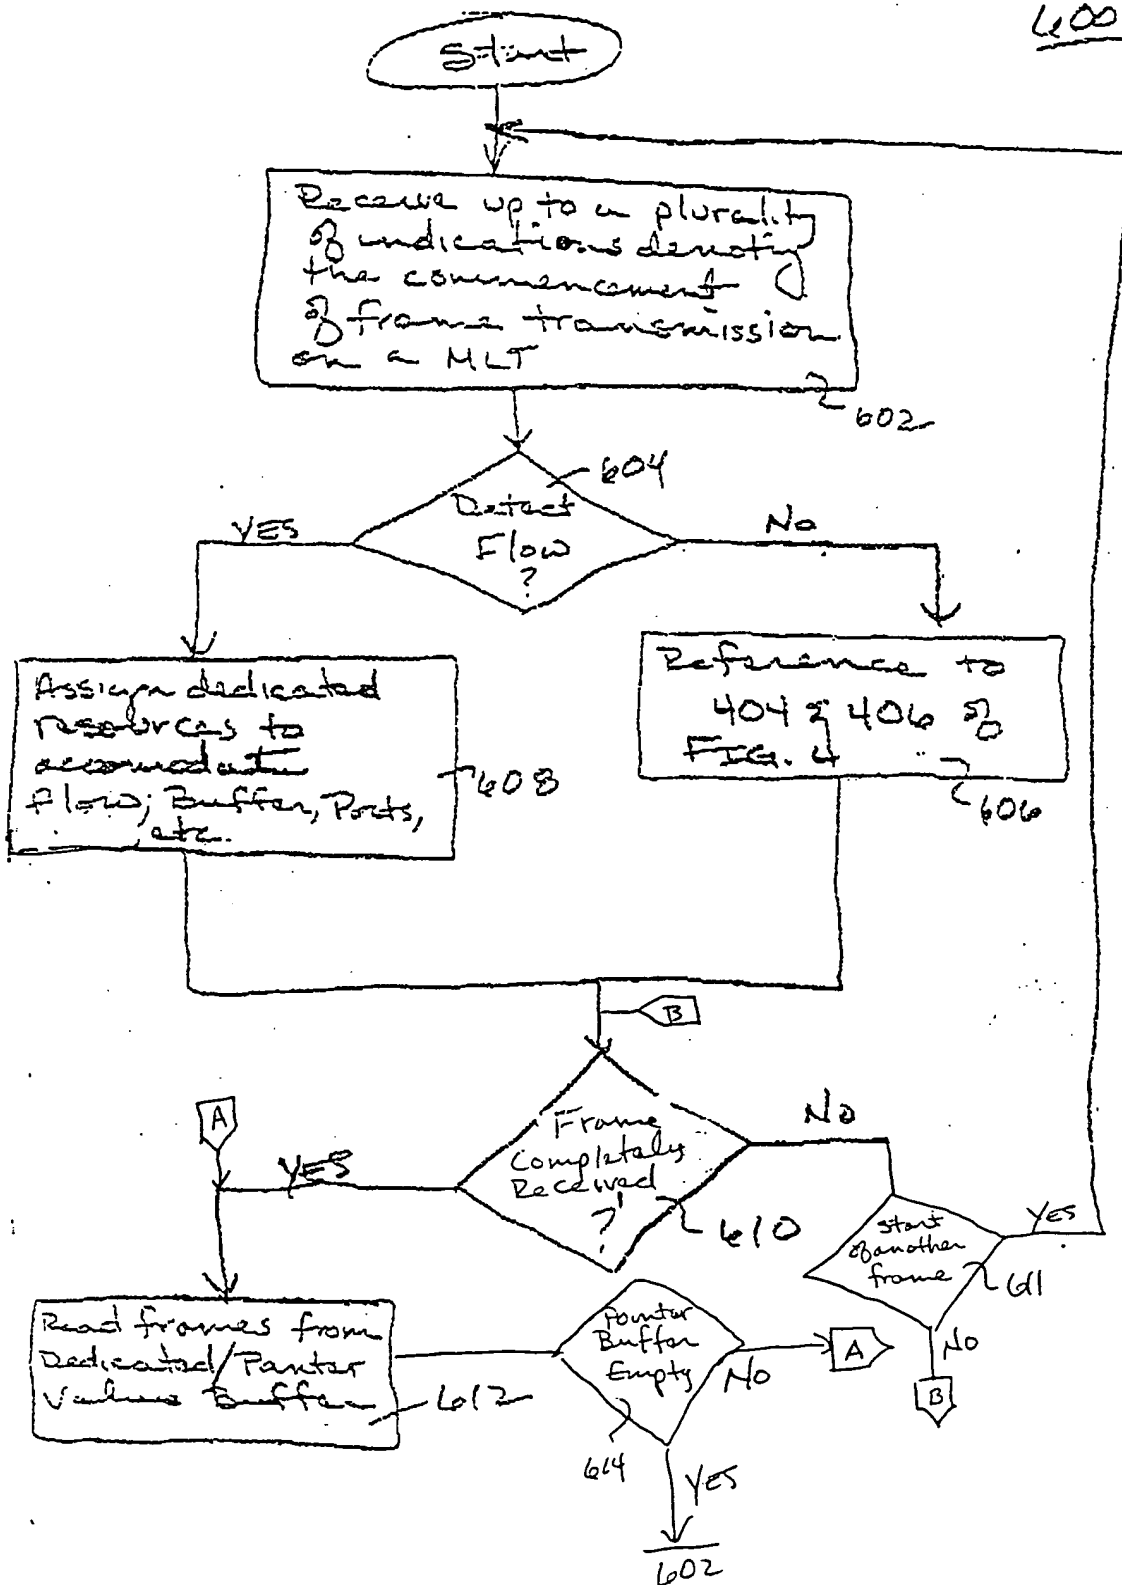 600
Start
Receive up to a plurality
of indications denoting
the commencement
of frame transmission
on a MLT
602
604
Detect
Flow
?
YES
No
Assign dedicated
resources to
accomodate
flow; Buffer, Ports,
etc.
608
Reference to
404 & 406 of
FIG. 4
606
B
A
Frame
Completely
Received
?
YES
No
610
start
of another
frame
YES
611
NO
B
Read frames from
Dedicated/Pointer
Values Buffer
612
Pointer
Buffer
Empty
NO
A
614
YES
602